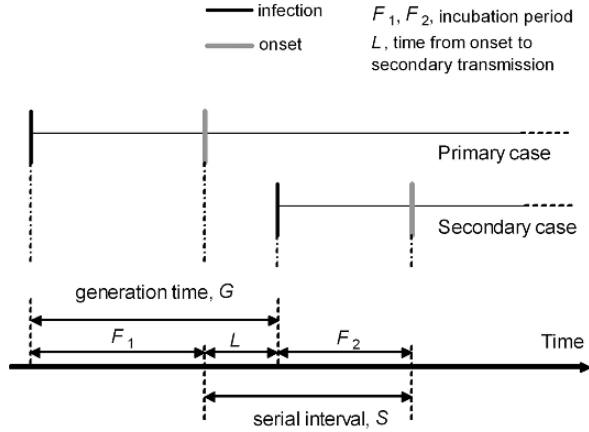 infection
onset
F1, F2, incubation period
L, time from onset to
secondary transmission
Primary case
Secondary case
generation time, G
F1
L
F2
Time
serial interval, S